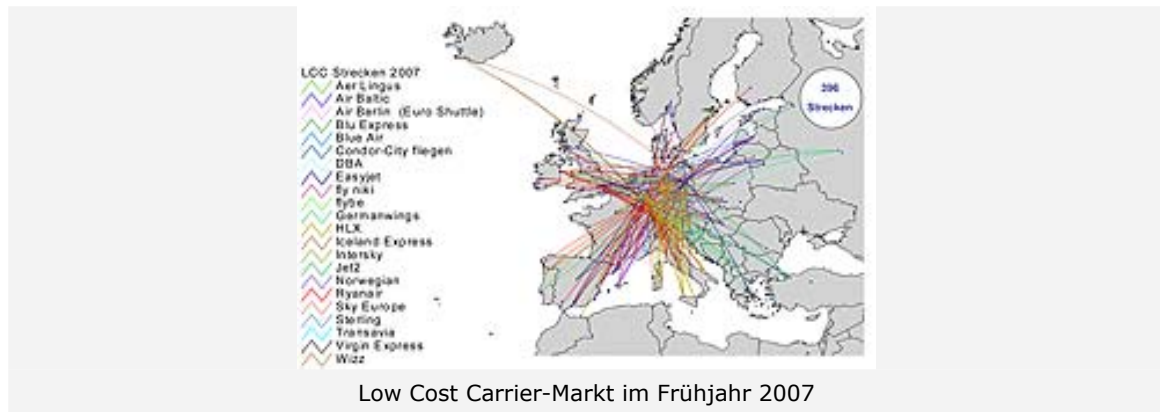 LCC Strecken 2007
Aer Lingus
Air Baltic
Air Berlin (Euro Shuttle)
Blu Express
Blue Air
Condor-City fliegen
DBA
Easyjet
fly niki
flybe
Germanwings
HLX
Iceland Express
Intersky
Jet2
Norwegian
Ryanair
Sky Europe
Sterling
Transavia
Virgin Express
Wizz
396
Strecken
Low Cost Carrier-Markt im Frühjahr 2007